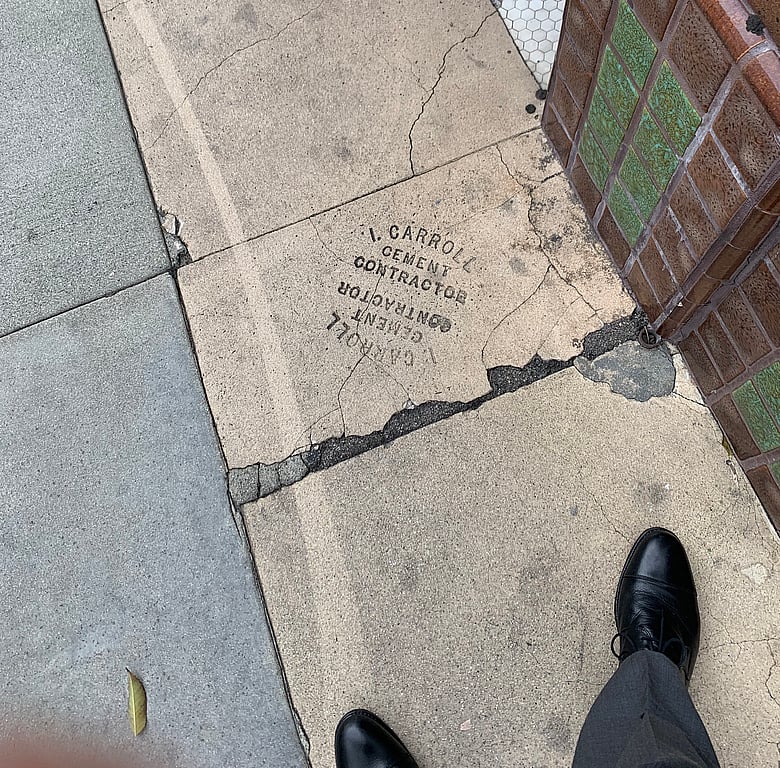 I. CARROLL
CEMENT
CONTRACTOR
I. CARROLL
CEMENT
CONTRACTOR